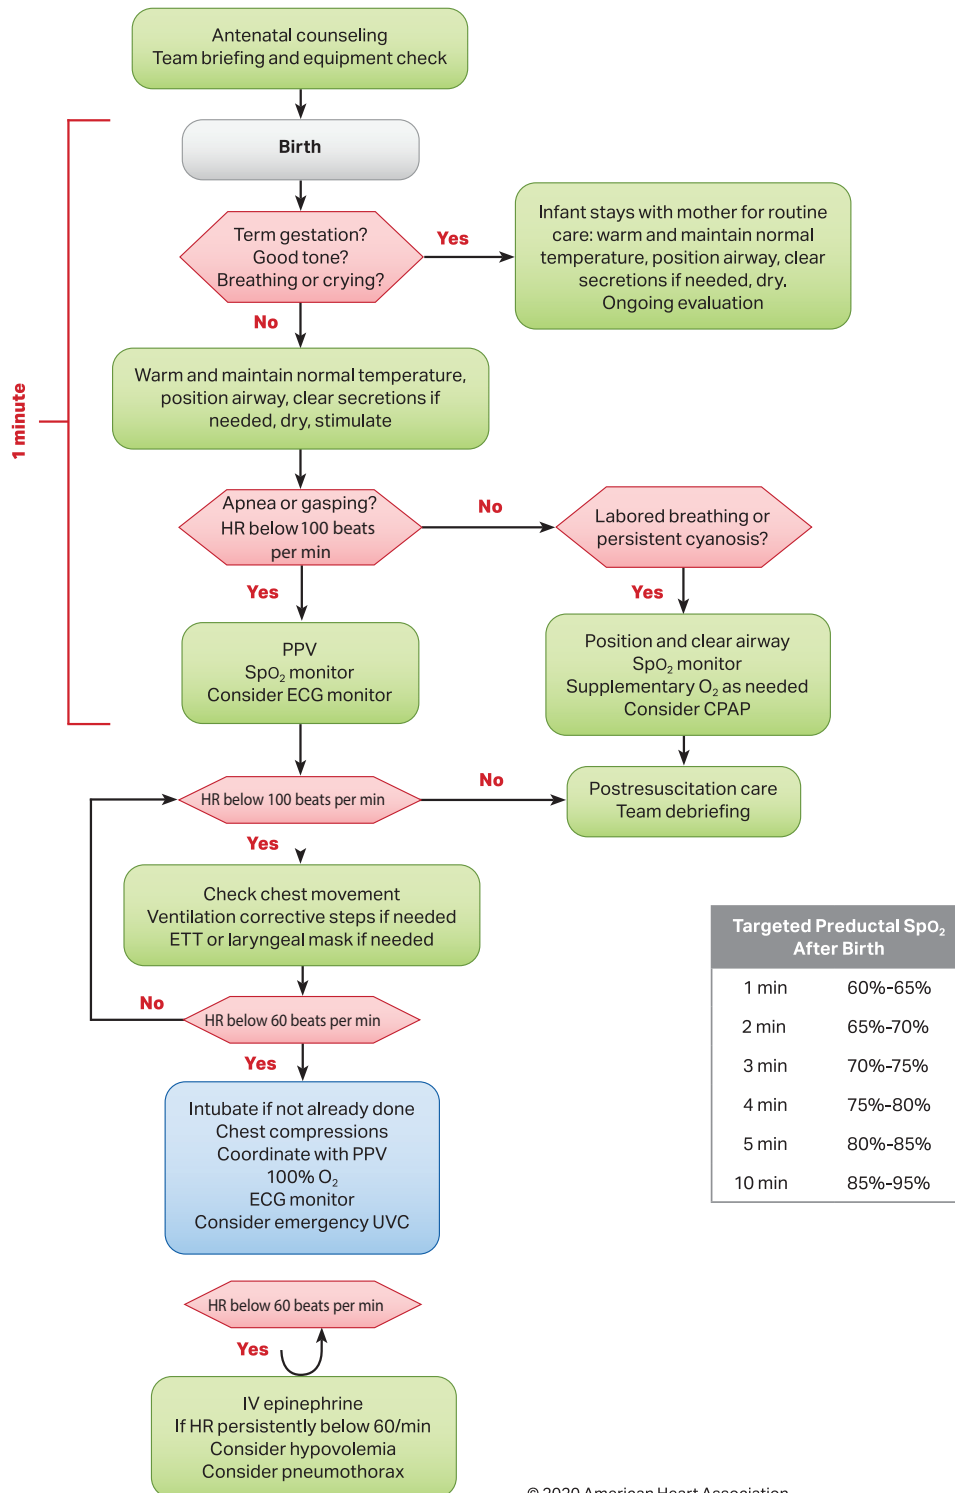 Antenatal counseling
Team briefing and equipment check
Birth
1 minute
Term gestation?
Good tone?
Breathing or crying?
Yes
Infant stays with mother for routine
care: warm and maintain normal
temperature, position airway, clear
secretions if needed, dry.
Ongoing evaluation
No
Warm and maintain normal temperature,
position airway, clear secretions if
needed, dry, stimulate
Apnea or gasping?
HR below 100 beats
per min
No
Labored breathing or
persistent cyanosis?
Yes
Yes
PPV
SpO₂ monitor
Consider ECG monitor
Position and clear airway
SpO₂ monitor
Supplementary O₂ as needed
Consider CPAP
HR below 100 beats per min
No
Postresuscitation care
Team debriefing
Yes
Check chest movement
Ventilation corrective steps if needed
ETT or laryngeal mask if needed
No
HR below 60 beats per min
Yes
Intubate if not already done
Chest compressions
Coordinate with PPV
100% O₂
ECG monitor
Consider emergency UVC
HR below 60 beats per min
Yes
IV epinephrine
If HR persistently below 60/min
Consider hypovolemia
Consider pneumothorax
Targeted Preductal SpO₂
After Birth
1 min 60%-65%
2 min 65%-70%
3 min 70%-75%
4 min 75%-80%
5 min 80%-85%
10 min 85%-95%
© 2020 American Heart Association